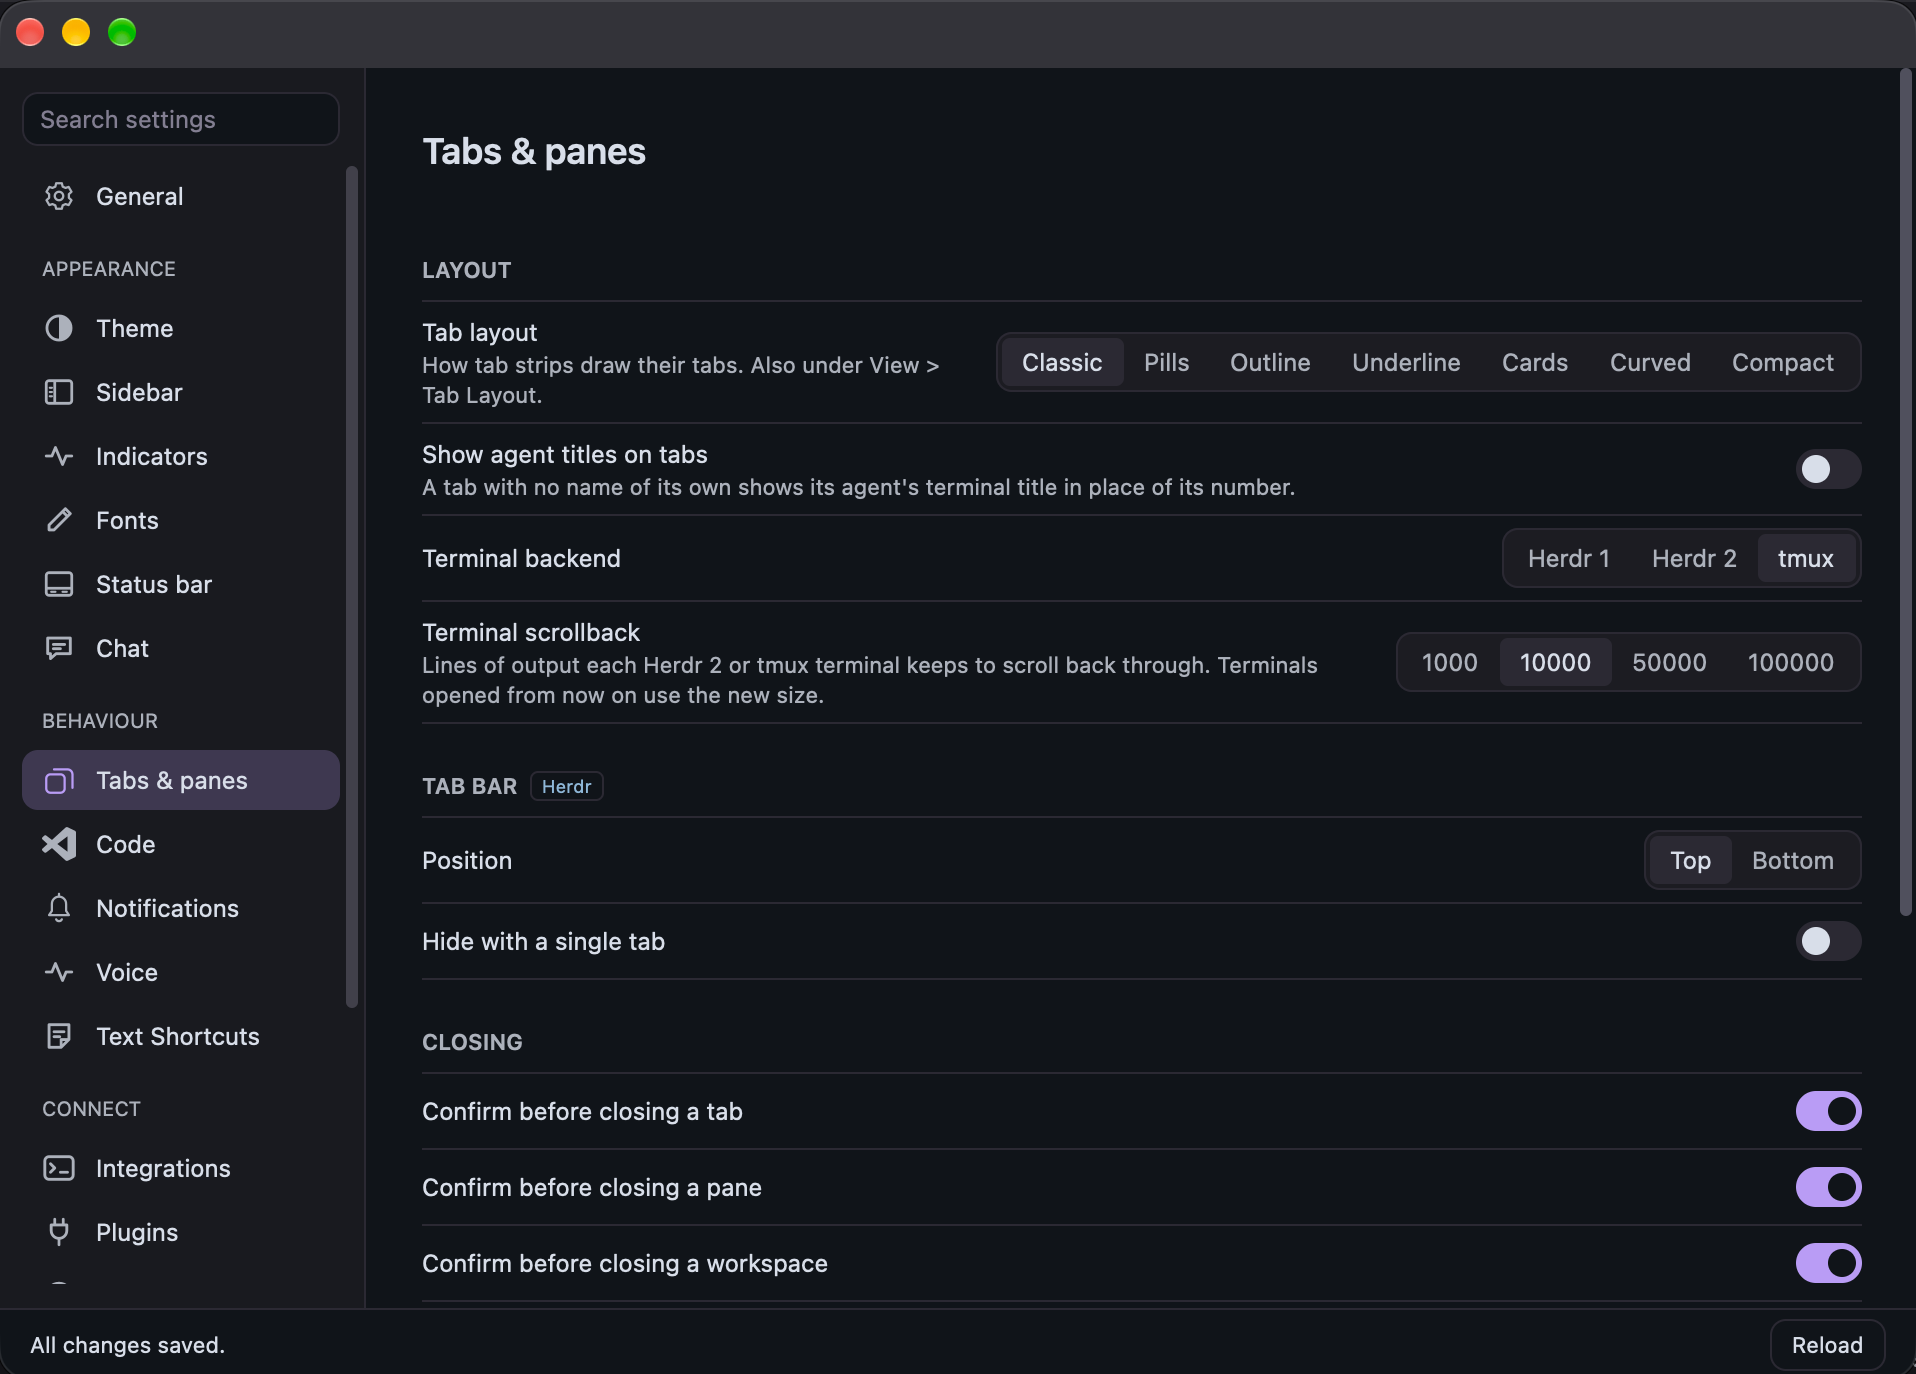 Search settings
General
APPEARANCE
Theme
Sidebar
Indicators
Fonts
Status bar
Chat
BEHAVIOUR
Tabs & panes
Code
Notifications
Voice
Text Shortcuts
CONNECT
Integrations
Plugins
Tabs & panes
LAYOUT
Tab layout
How tab strips draw their tabs. Also under View >
Tab Layout.
Classic Pills Outline Underline Cards Curved Compact
Show agent titles on tabs
A tab with no name of its own shows its agent's terminal title in place of its number.
Terminal backend
Herdr 1 Herdr 2 tmux
Terminal scrollback
Lines of output each Herdr 2 or tmux terminal keeps to scroll back through. Terminals
opened from now on use the new size.
1000 10000 50000 100000
TAB BAR Herdr
Position
Top Bottom
Hide with a single tab
CLOSING
Confirm before closing a tab
Confirm before closing a pane
Confirm before closing a workspace
All changes saved.
Reload